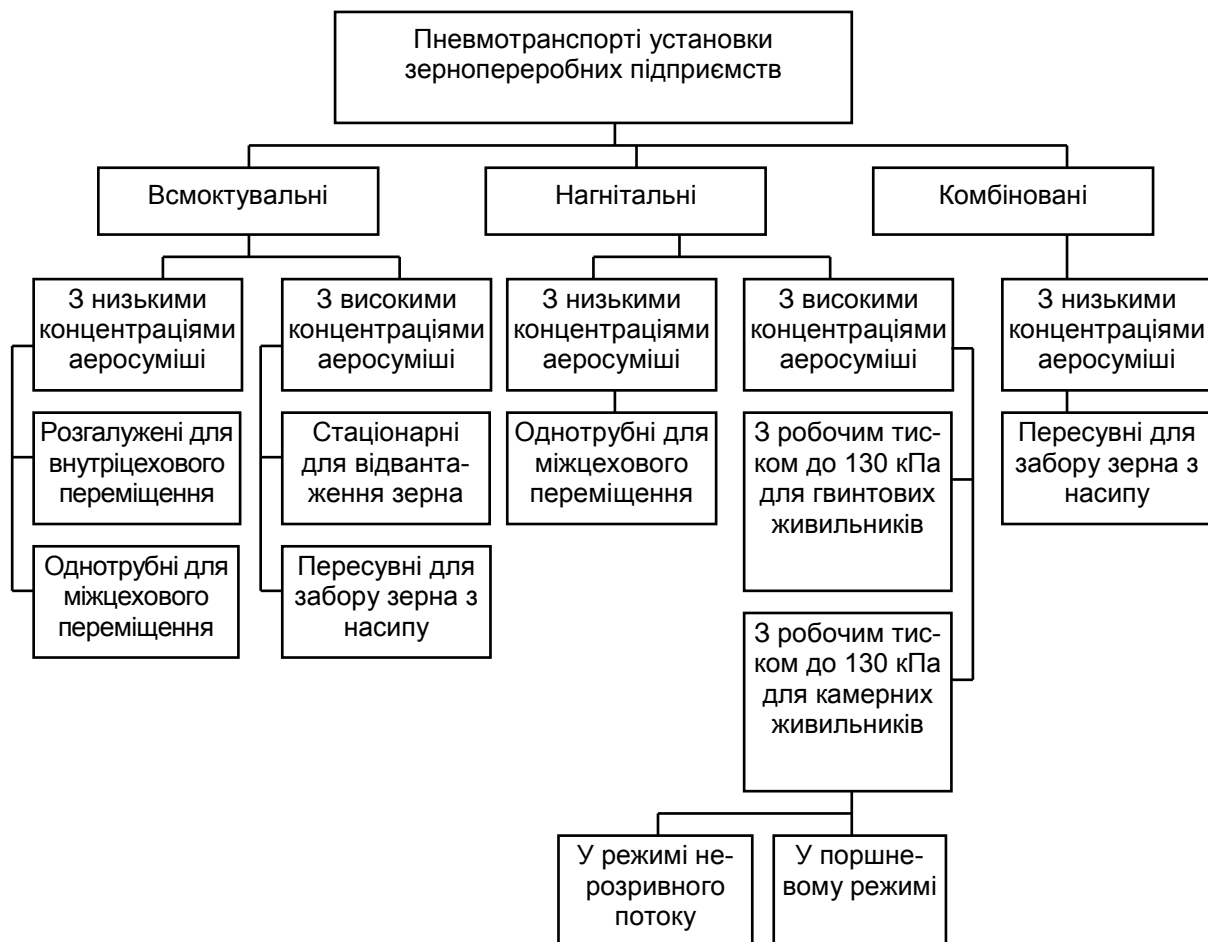 Пневмотранспорті установки
зернопереробних підприємств
Всмоктувальні
Нагнітальні
Комбіновані
З низькими
концентраціями
аеросуміші
З високими
концентраціями
аеросуміші
З низькими
концентраціями
аеросуміші
З високими
концентраціями
аеросуміші
З низькими
концентраціями
аеросуміші
Розгалужені для
внутріцехового
переміщення
Стаціонарні
для відванта-
ження зерна
Однотрубні для
міжцехового
переміщення
З робочим тис-
ком до 130 кПа
для гвинтових
живильників
Пересувні для
забору зерна з
насипу
Однотрубні для
міжцехового
переміщення
Пересувні для
забору зерна з
насипу
З робочим тис-
ком до 130 кПа
для камерних
живильників
У режимі не-
розривного
потоку
У поршне-
вому режимі